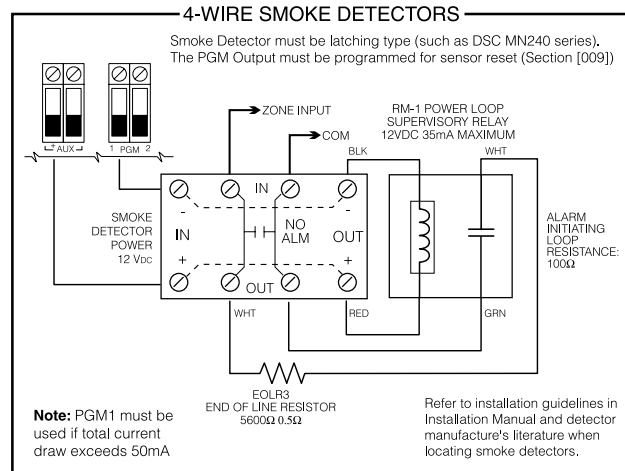 4-WIRE SMOKE DETECTORS
Smoke Detector must be latching type (such as DSC MN240 series).
The PGM Output must be programmed for sensor reset (Section [009])
ZONE INPUT
COM
RM-1 POWER LOOP
SUPERVISORY RELAY
12VDC 35mA MAXIMUM
+
AUX
-
1 PGM 2
BLK
WHT
SMOKE
DETECTOR
POWER
12 VDC
-
IN
+
IN
NO
ALM
OUT
-
OUT
+
ALARM
INITIATING
LOOP
RESISTANCE:
100Ω
WHT
RED
GRN
EOLR3
END OF LINE RESISTOR
5600Ω 0.5Ω
Note: PGM1 must be
used if total current
draw exceeds 50mA
Refer to installation guidelines in
Installation Manual and detector
manufacture's literature when
locating smoke detectors.